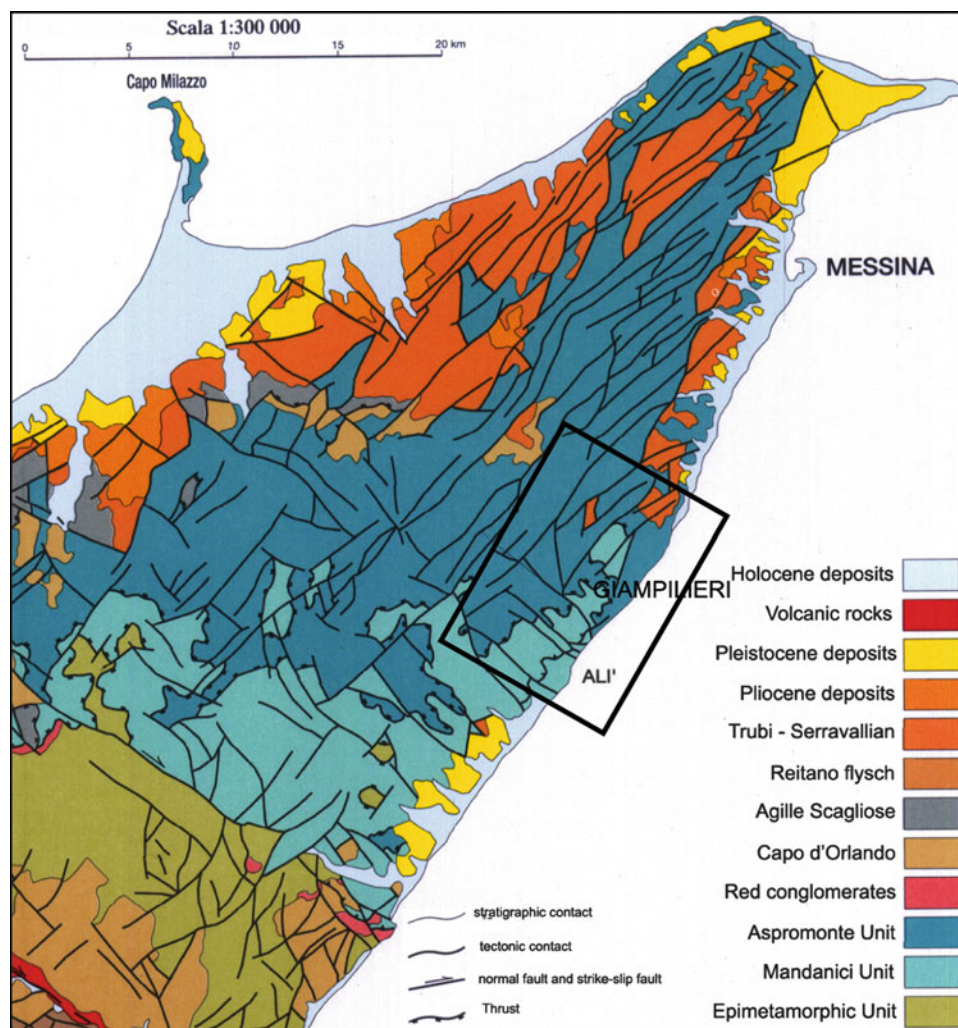 Scala 1:300 000
0 5 10 15 20 km
Capo Milazzo
MESSINA
GIAMPILIERI
ALI'
Holocene deposits
Volcanic rocks
Pleistocene deposits
Pliocene deposits
Trubi - Serravallian
Reitano flysch
Agille Scagliose
Capo d'Orlando
Red conglomerates
Aspromonte Unit
Mandanici Unit
Epimetamorphic Unit
stratigraphic contact
tectonic contact
normal fault and strike-slip fault
Thrust